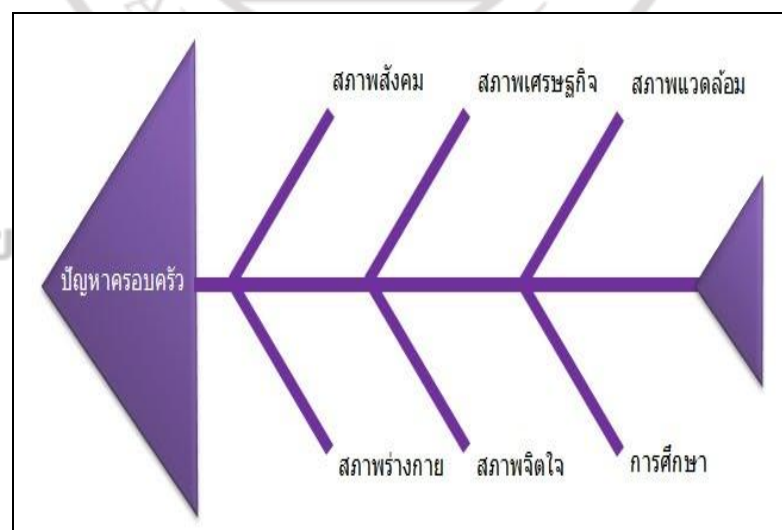 สภาพสังคม
สภาพเศรษฐกิจ
สภาพแวดล้อม
ปัญหาครอบครัว
สภาพร่างกาย
สภาพจิตใจ
การศึกษา